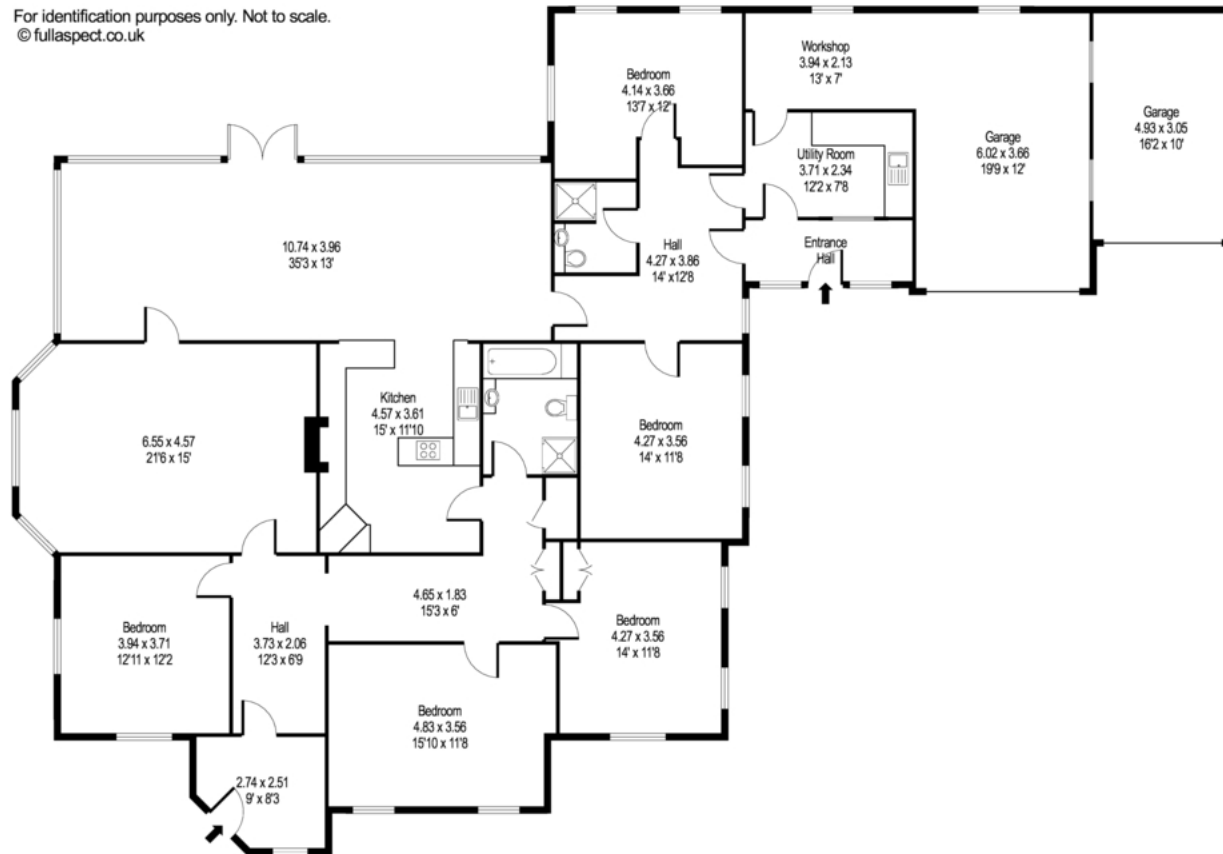 For identification purposes only. Not to scale.
© fullaspect.co.uk
Bedroom
4.14 x 3.66
13'7 x 12'
Workshop
3.94 x 2.13
13' x 7'
Garage
4.93 x 3.05
16'2 x 10'
Garage
6.02 x 3.66
19'9 x 12'
Utility Room
3.71 x 2.34
12'2 x 7'8
Entrance
Hall
Hall
4.27 x 3.86
14' x12'8
10.74 x 3.96
35'3 x 13'
Kitchen
4.57 x 3.61
15' x 11'10
6.55 x 4.57
21'6 x 15'
Bedroom
4.27 x 3.56
14' x 11'8
4.65 x 1.83
15'3 x 6'
Bedroom
4.27 x 3.56
14' x 11'8
Bedroom
3.94 x 3.71
12'11 x 12'2
Hall
3.73 x 2.06
12'3 x 6'9
Bedroom
4.83 x 3.56
15'10 x 11'8
2.74 x 2.51
9' x 8'3